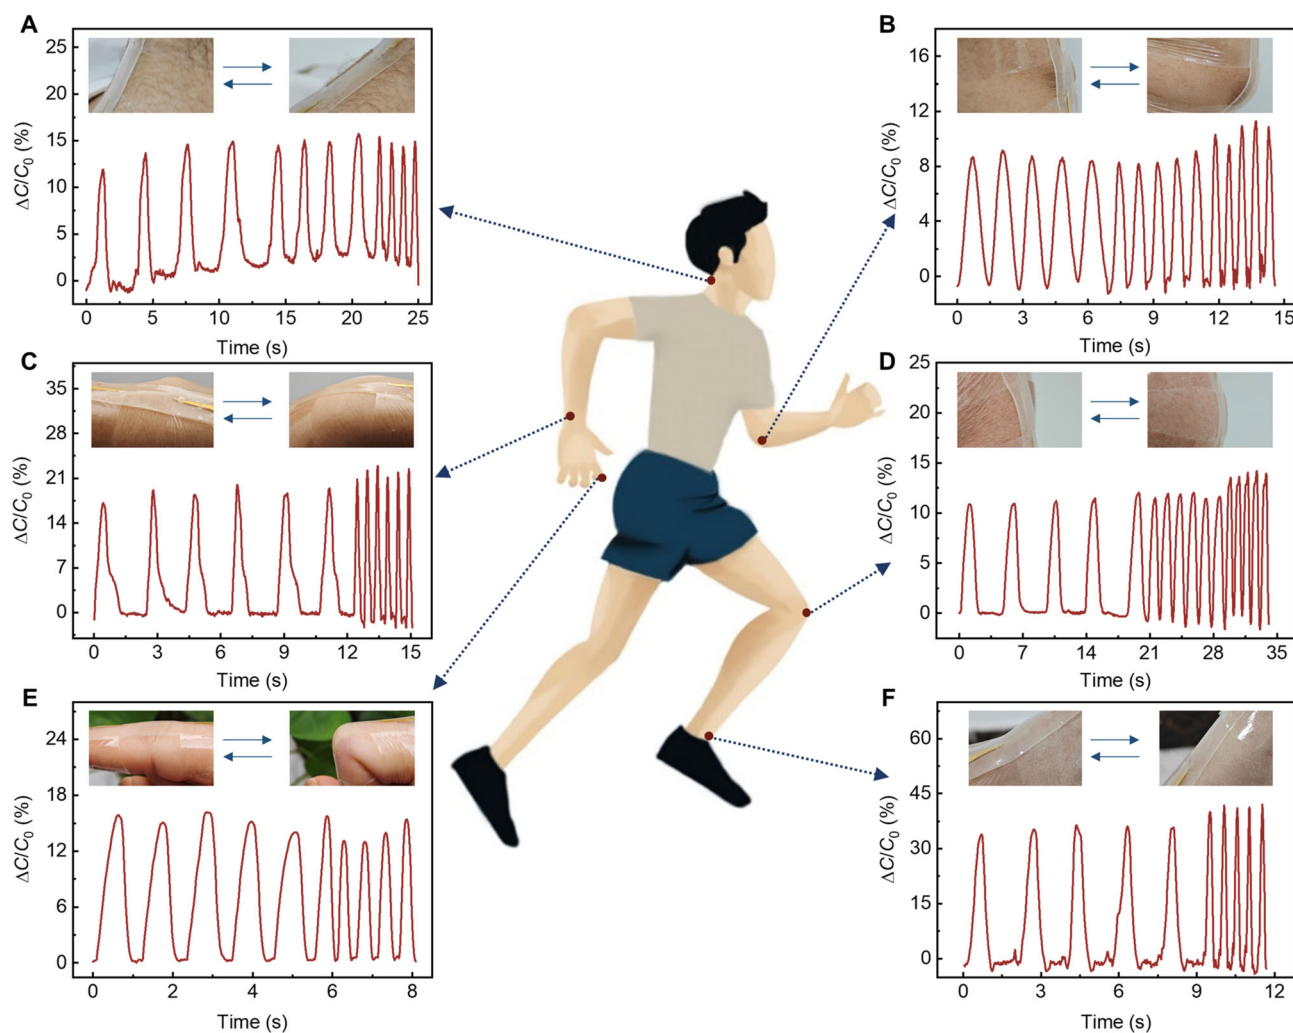 A
ΔC/C0 (%)
25
20
15
10
5
0
0 5 10 15 20 25
Time (s)
B
ΔC/C0 (%)
16
12
8
4
0
0 3 6 9 12 15
Time (s)
C
ΔC/C0 (%)
35
28
21
14
7
0
0 3 6 9 12 15
Time (s)
D
ΔC/C0 (%)
25
20
15
10
5
0
0 7 14 21 28 35
Time (s)
E
ΔC/C0 (%)
24
18
12
6
0
0 2 4 6 8
Time (s)
F
ΔC/C0 (%)
60
45
30
15
0
0 3 6 9 12
Time (s)